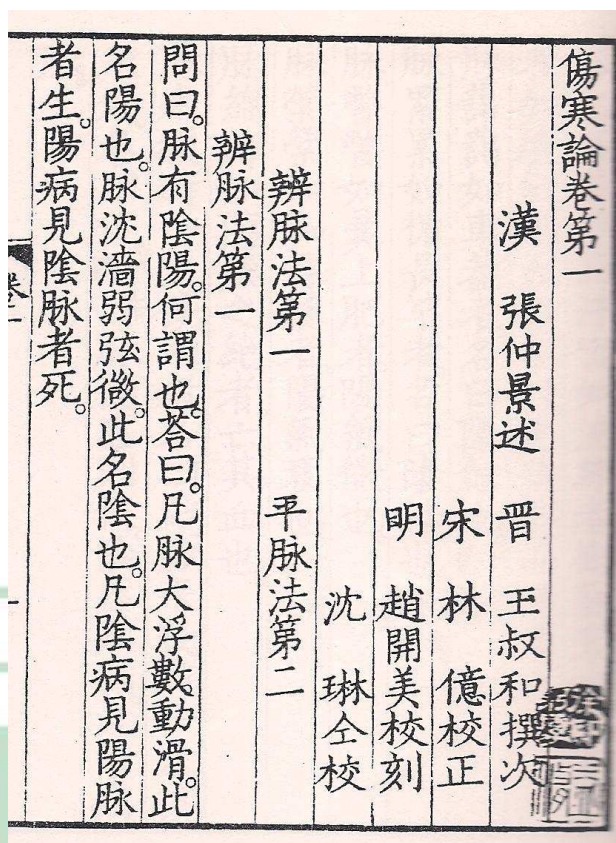 傷寒論卷第一
漢 張仲景述 晋 王叔和撰次
宋 林 億校正
明 趙開美校刻
沈 琳仝校
辨脉法第一 平脉法第二
辨脉法第一
問曰。脉有陰陽。何謂也。荅曰。凡脉大浮數動滑。此
名陽也。脉沈濇弱弦微。此名陰也。凡陰病見陽脉
者生。陽病見陰脉者死。